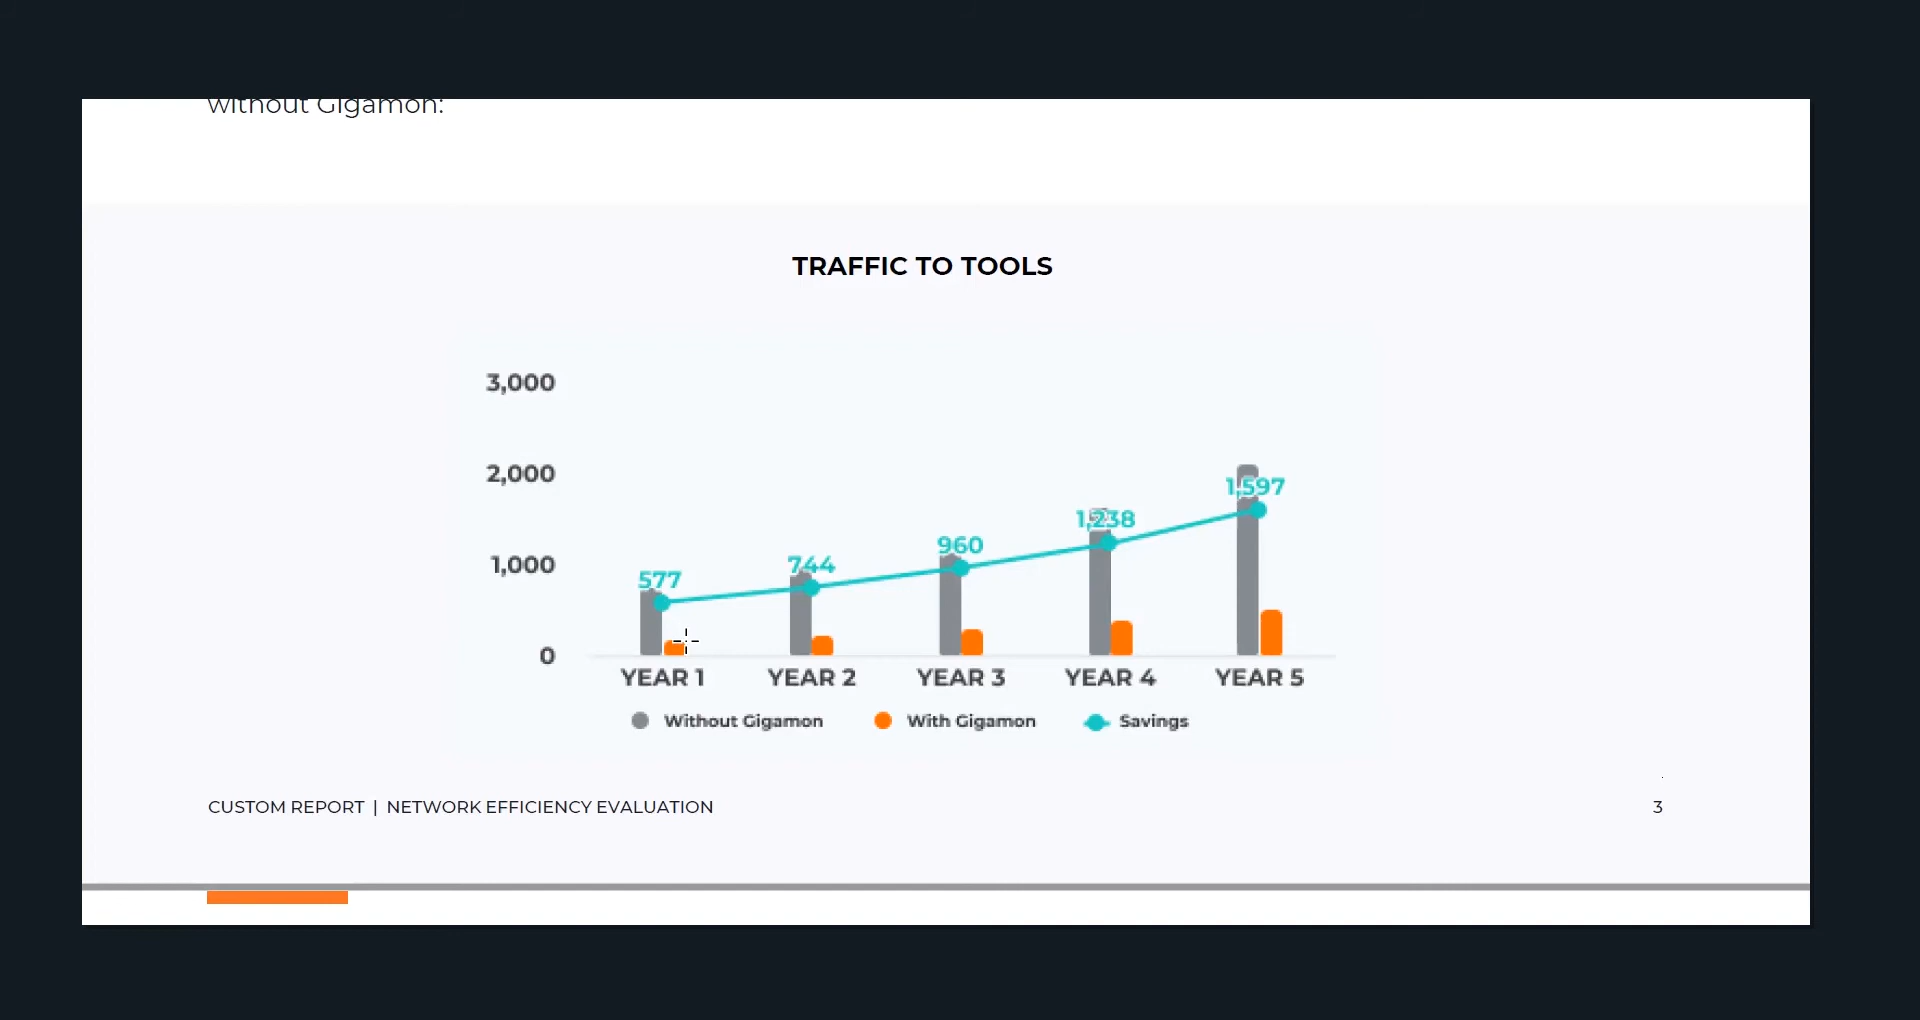 without Gigamon:
TRAFFIC TO TOOLS
3,000
2,000
1,000
0
577
744
960
1,238
1,597
YEAR 1
YEAR 2
YEAR 3
YEAR 4
YEAR 5
Without Gigamon
With Gigamon
Savings
CUSTOM REPORT | NETWORK EFFICIENCY EVALUATION
3